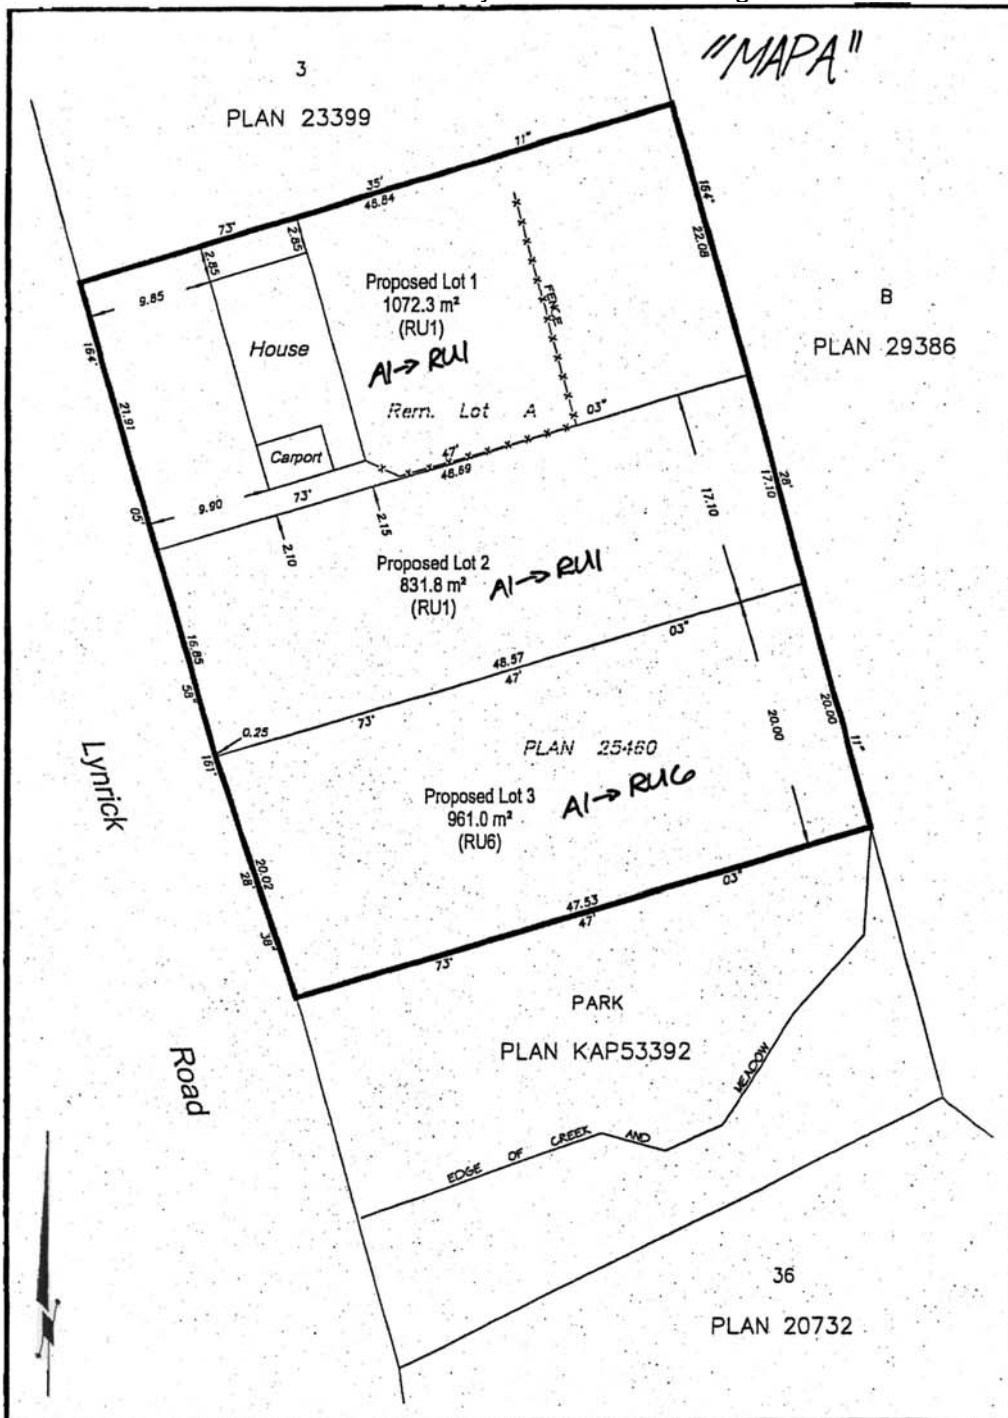 "MAP A"
3
PLAN 23399
11"
35'
48.84
73'
2.85
2.85
9.85
164'
22.08
Proposed Lot 1
1072.3 m²
(RU1)
A1→ RU1
FENCE
B
PLAN 29386
House
164'
21.91
Rem. Lot A
03"
47'
48.69
Carport
9.90
73'
05"
2.10
2.15
17.10
28'
17.10
Proposed Lot 2
831.8 m²
(RU1)
A1→ RU1
16.85
58"
03"
48.57
47'
73'
0.25
161'
20.00
20.00
11"
PLAN 25460
Proposed Lot 3
961.0 m²
(RU6)
A1→ RU6
Lynrick
20.02
28'
38"
03"
47.53
47'
73'
PARK
PLAN KAP53392
Road
EDGE OF CREEK AND MEADOW
36
PLAN 20732